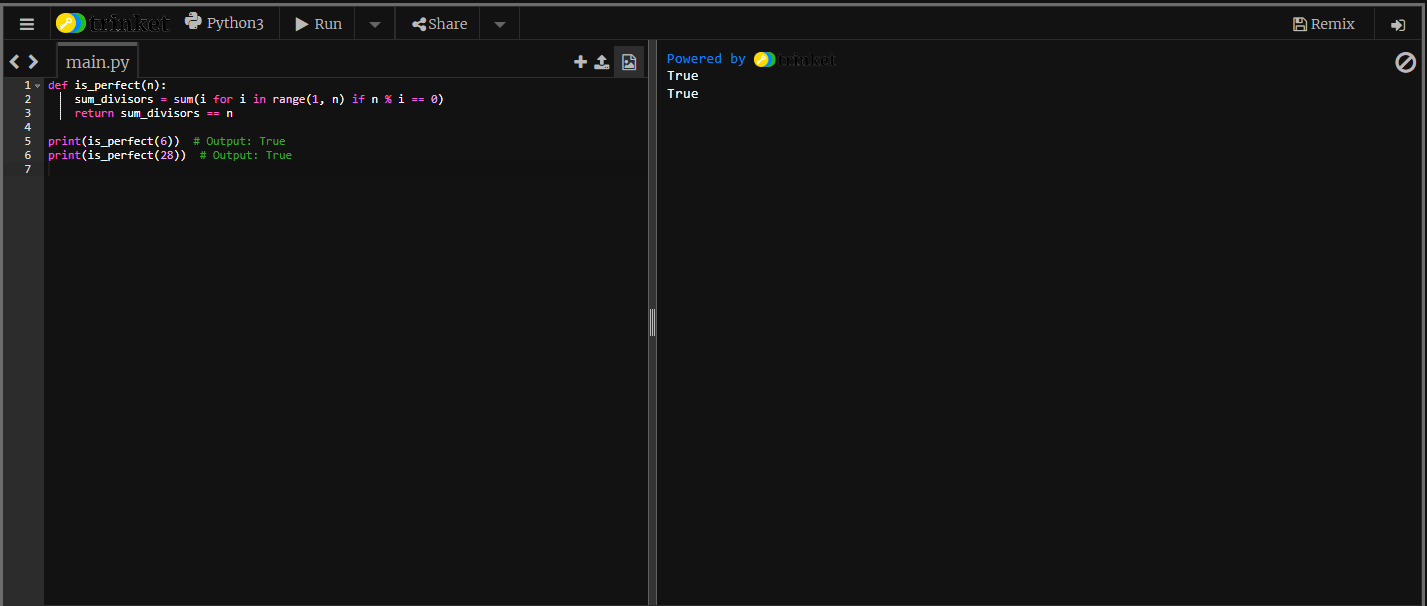 trinket Python3 Run Share Remix
main.py
1 def is_perfect(n):
2     sum_divisors = sum(i for i in range(1, n) if n % i == 0)
3     return sum_divisors == n
4
5 print(is_perfect(6))  # Output: True
6 print(is_perfect(28))  # Output: True
7
Powered by trinket
True
True